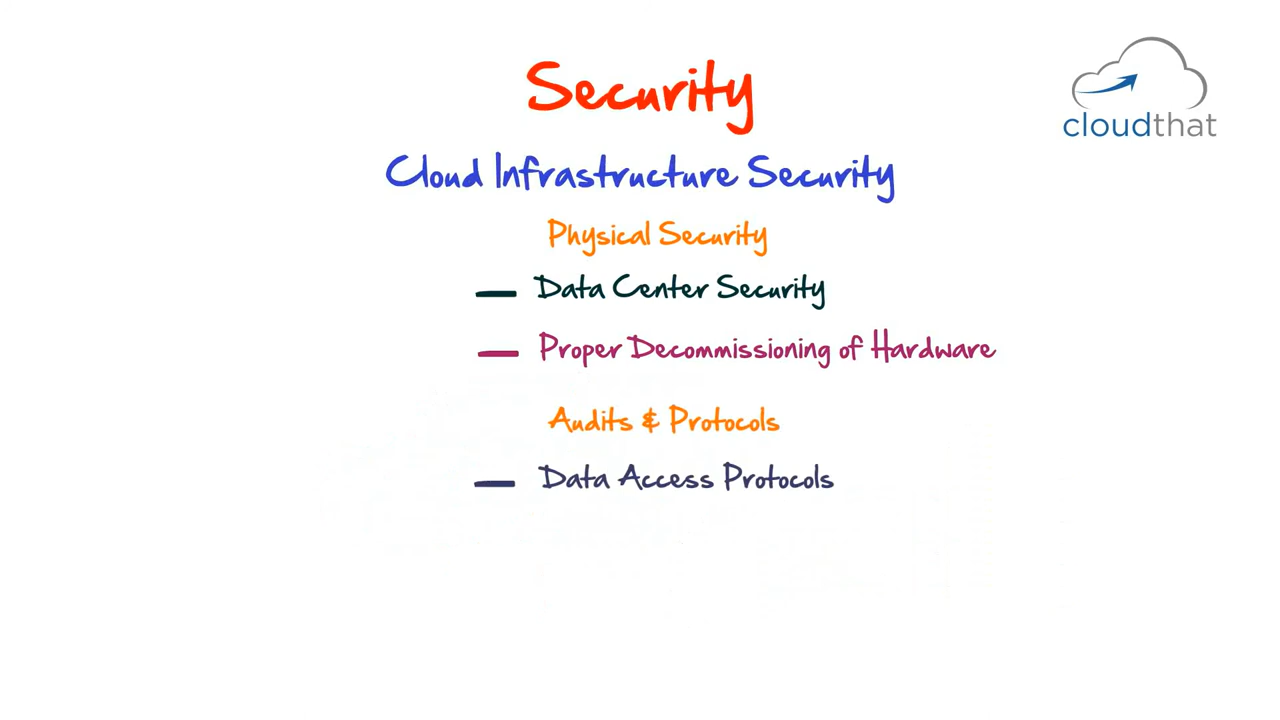 Security
cloudthat
Cloud Infrastructure Security
Physical Security
Data Center Security
Proper Decommissioning of Hardware
Audits & Protocols
Data Access Protocols